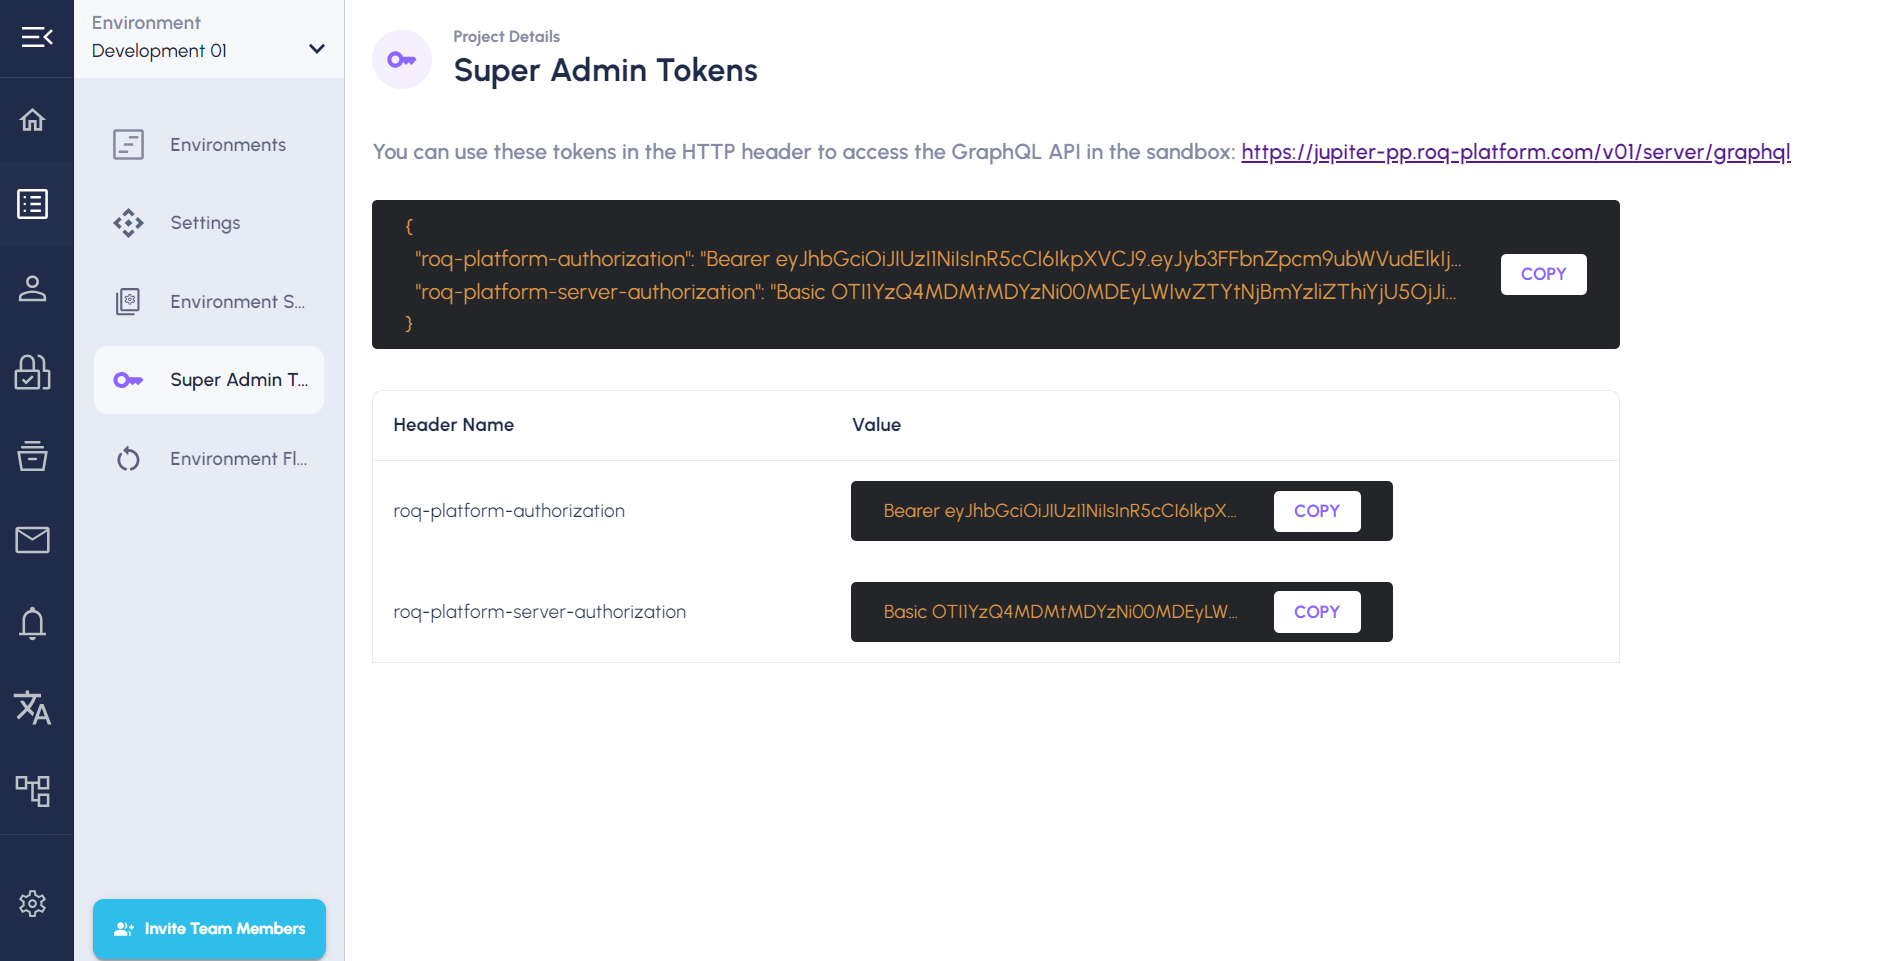 Environment
Development 01
Environments
Settings
Environment S...
Super Admin T...
Environment Fl...
Invite Team Members
Project Details
Super Admin Tokens
You can use these tokens in the HTTP header to access the GraphQL API in the sandbox: https://jupiter-pp.roq-platform.com/v01/server/graphql
{
"roq-platform-authorization": "Bearer eyJhbGciOiJIUzI1NiIsInR5cCI6IkpXVCJ9.eyJyb3FFbnZpcm9ubWVudElkIj...
"roq-platform-server-authorization": "Basic OTI1YzQ4MDMtMDYzNi00MDEyLWIwZTYtNjBmYzliZThiYjU5OjJi...
}
COPY
Header Name Value
roq-platform-authorization Bearer eyJhbGciOiJIUzI1NiIsInR5cCI6IkpX... COPY
roq-platform-server-authorization Basic OTI1YzQ4MDMtMDYzNi00MDEyLW... COPY